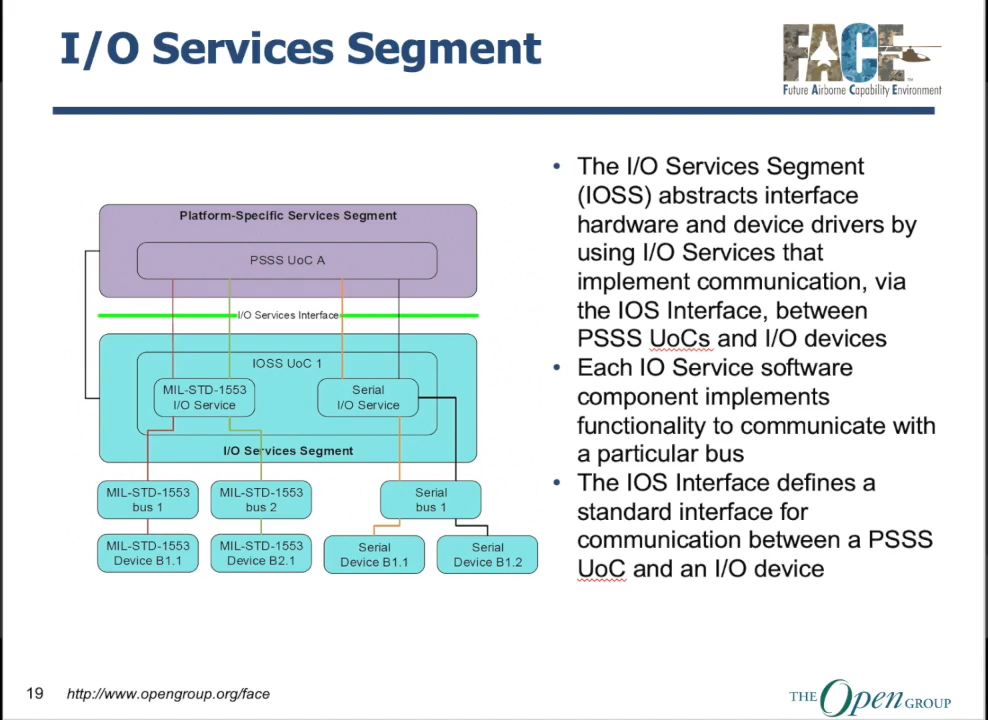 I/O Services Segment
FACE
TM
Future Airborne Capability Environment
Platform-Specific Services Segment
PSSS UoC A
I/O Services Interface
IOSS UoC 1
MIL-STD-1553
I/O Service
Serial
I/O Service
I/O Services Segment
MIL-STD-1553
bus 1
MIL-STD-1553
bus 2
Serial
bus 1
MIL-STD-1553
Device B1.1
MIL-STD-1553
Device B2.1
Serial
Device B1.1
Serial
Device B1.2
• The I/O Services Segment
(IOSS) abstracts interface
hardware and device drivers by
using I/O Services that
implement communication, via
the IOS Interface, between
PSSS UoCs and I/O devices
• Each IO Service software
component implements
functionality to communicate with
a particular bus
• The IOS Interface defines a
standard interface for
communication between a PSSS
UoC and an I/O device
19 http://www.opengroup.org/face
THE Open GROUP